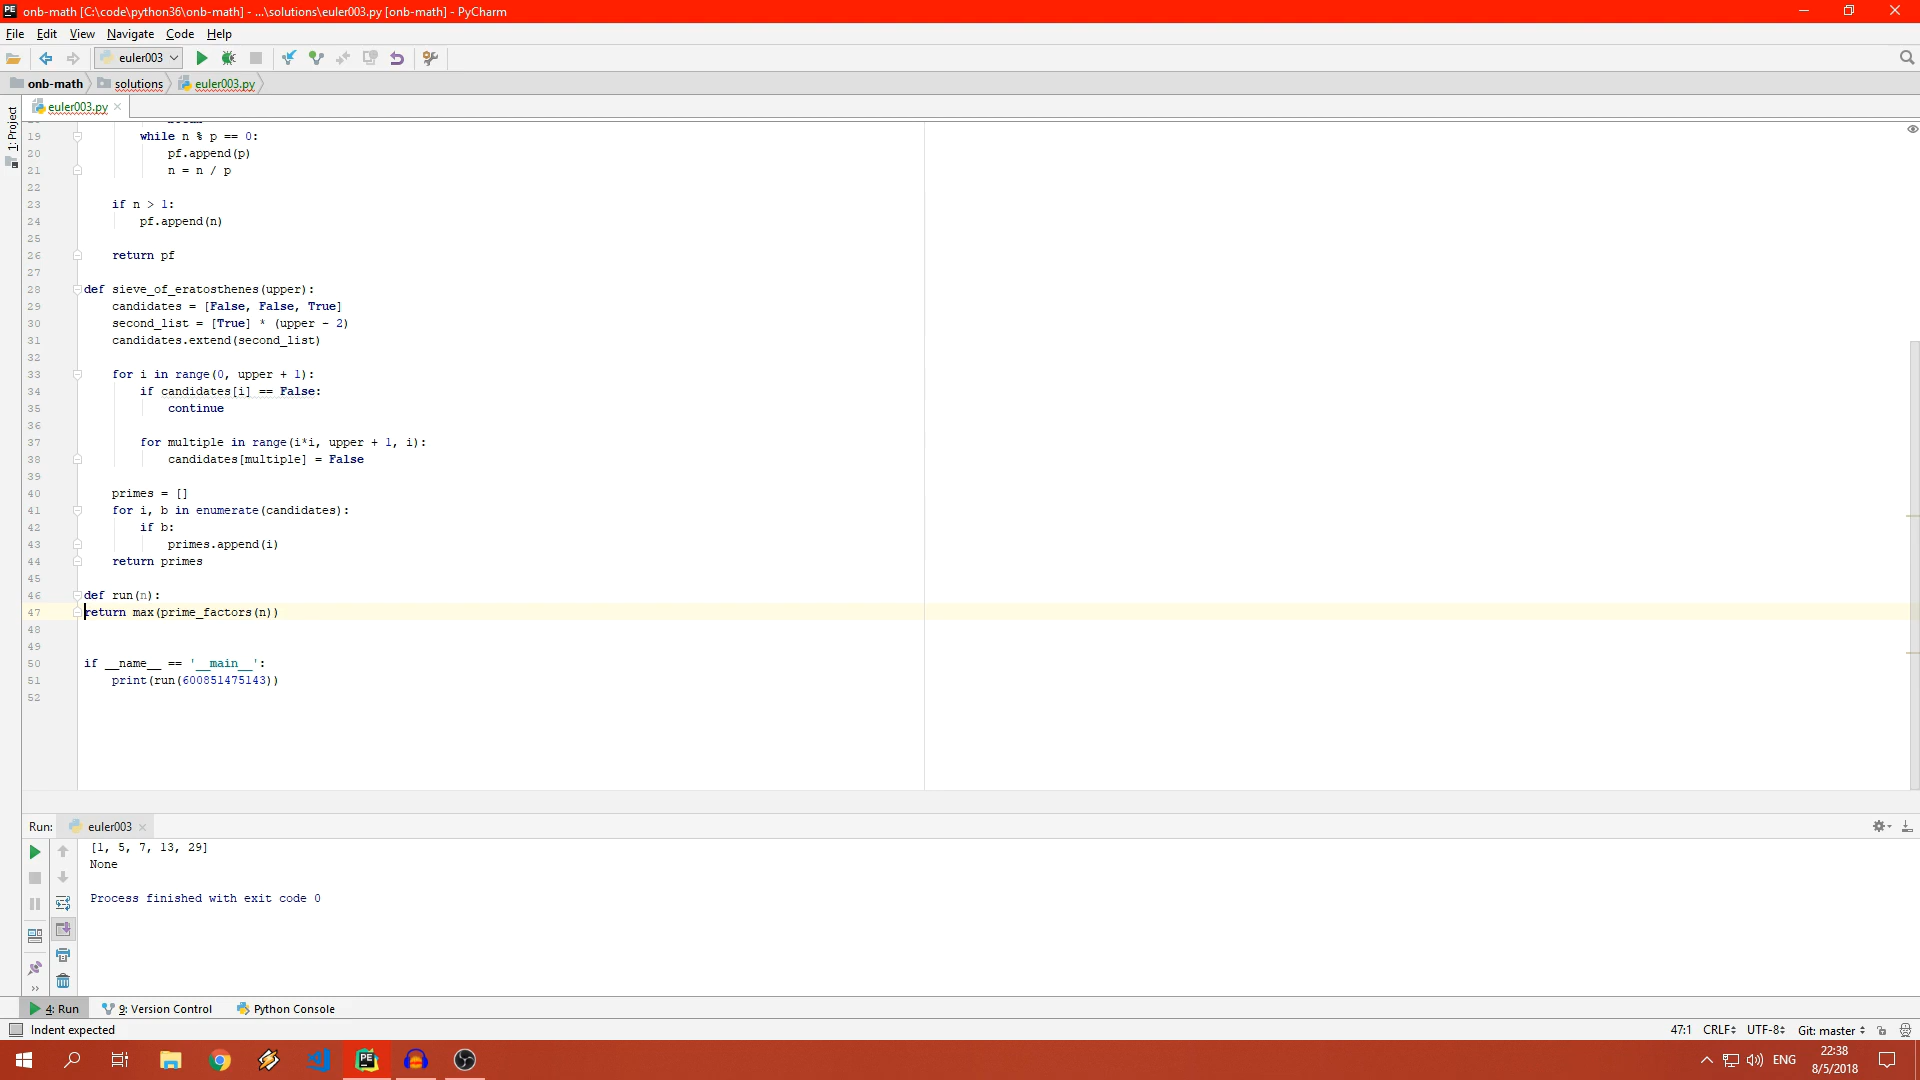 onb-math [C:\code\python36\onb-math] - ...\solutions\euler003.py [onb-math] - PyCharm
File Edit View Navigate Code Help
euler003
onb-math solutions euler003.py
euler003.py
1: Project
19 while n % p == 0:
20 pf.append(p)
21 n = n / p
22
23 if n > 1:
24 pf.append(n)
25
26 return pf
27
28 def sieve_of_eratosthenes(upper):
29 candidates = [False, False, True]
30 second_list = [True] * (upper - 2)
31 candidates.extend(second_list)
32
33 for i in range(0, upper + 1):
34 if candidates[i] == False:
35 continue
36
37 for multiple in range(i*i, upper + 1, i):
38 candidates[multiple] = False
39
40 primes = []
41 for i, b in enumerate(candidates):
42 if b:
43 primes.append(i)
44 return primes
45
46 def run(n):
47 return max(prime_factors(n))
48
49
50 if __name__ == '__main__':
51 print(run(600851475143))
52
Run: euler003
[1, 5, 7, 13, 29]
None
Process finished with exit code 0
4: Run 9: Version Control Python Console
Indent expected 47:1 CRLF UTF-8 Git: master
ENG 22:38
8/5/2018